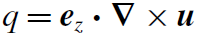 q = e_z · ∇ × u